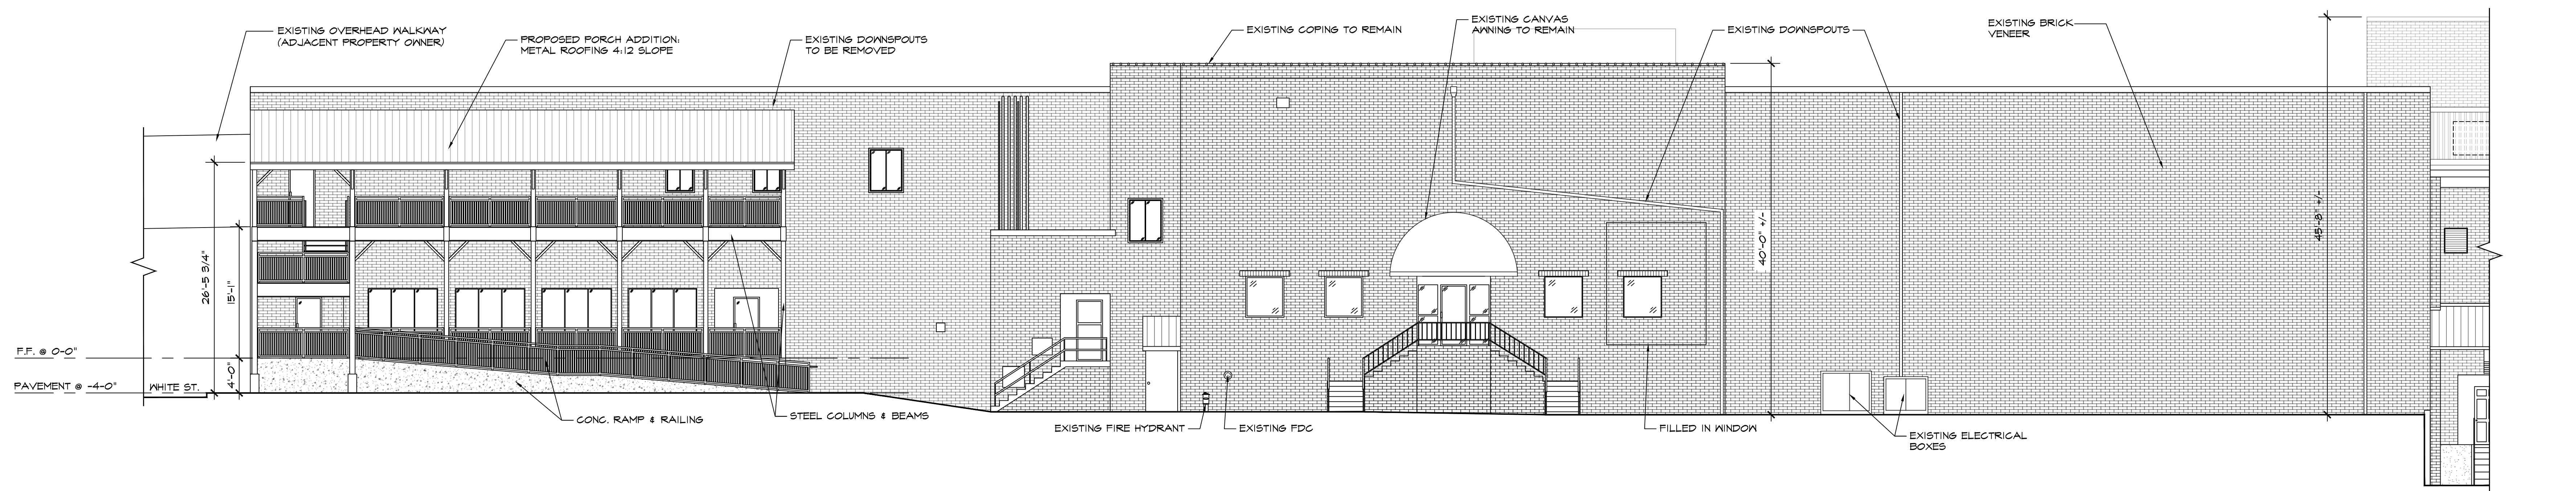 EXISTING OVERHEAD WALKWAY
(ADJACENT PROPERTY OWNER)
PROPOSED PORCH ADDITION:
METAL ROOFING 4:12 SLOPE
EXISTING DOWNSPOUTS
TO BE REMOVED
EXISTING COPING TO REMAIN
EXISTING CANVAS
AWNING TO REMAIN
EXISTING DOWNSPOUTS
EXISTING BRICK
VENEER
26'-5 3/4"
15'-1"
4'-0"
40'-0" +/-
45'-8" +/-
F.F. @ 0-0"
PAVEMENT @ -4-0"
WHITE ST.
CONC. RAMP & RAILING
STEEL COLUMNS & BEAMS
EXISTING FIRE HYDRANT
EXISTING FDC
FILLED IN WINDOW
EXISTING ELECTRICAL
BOXES